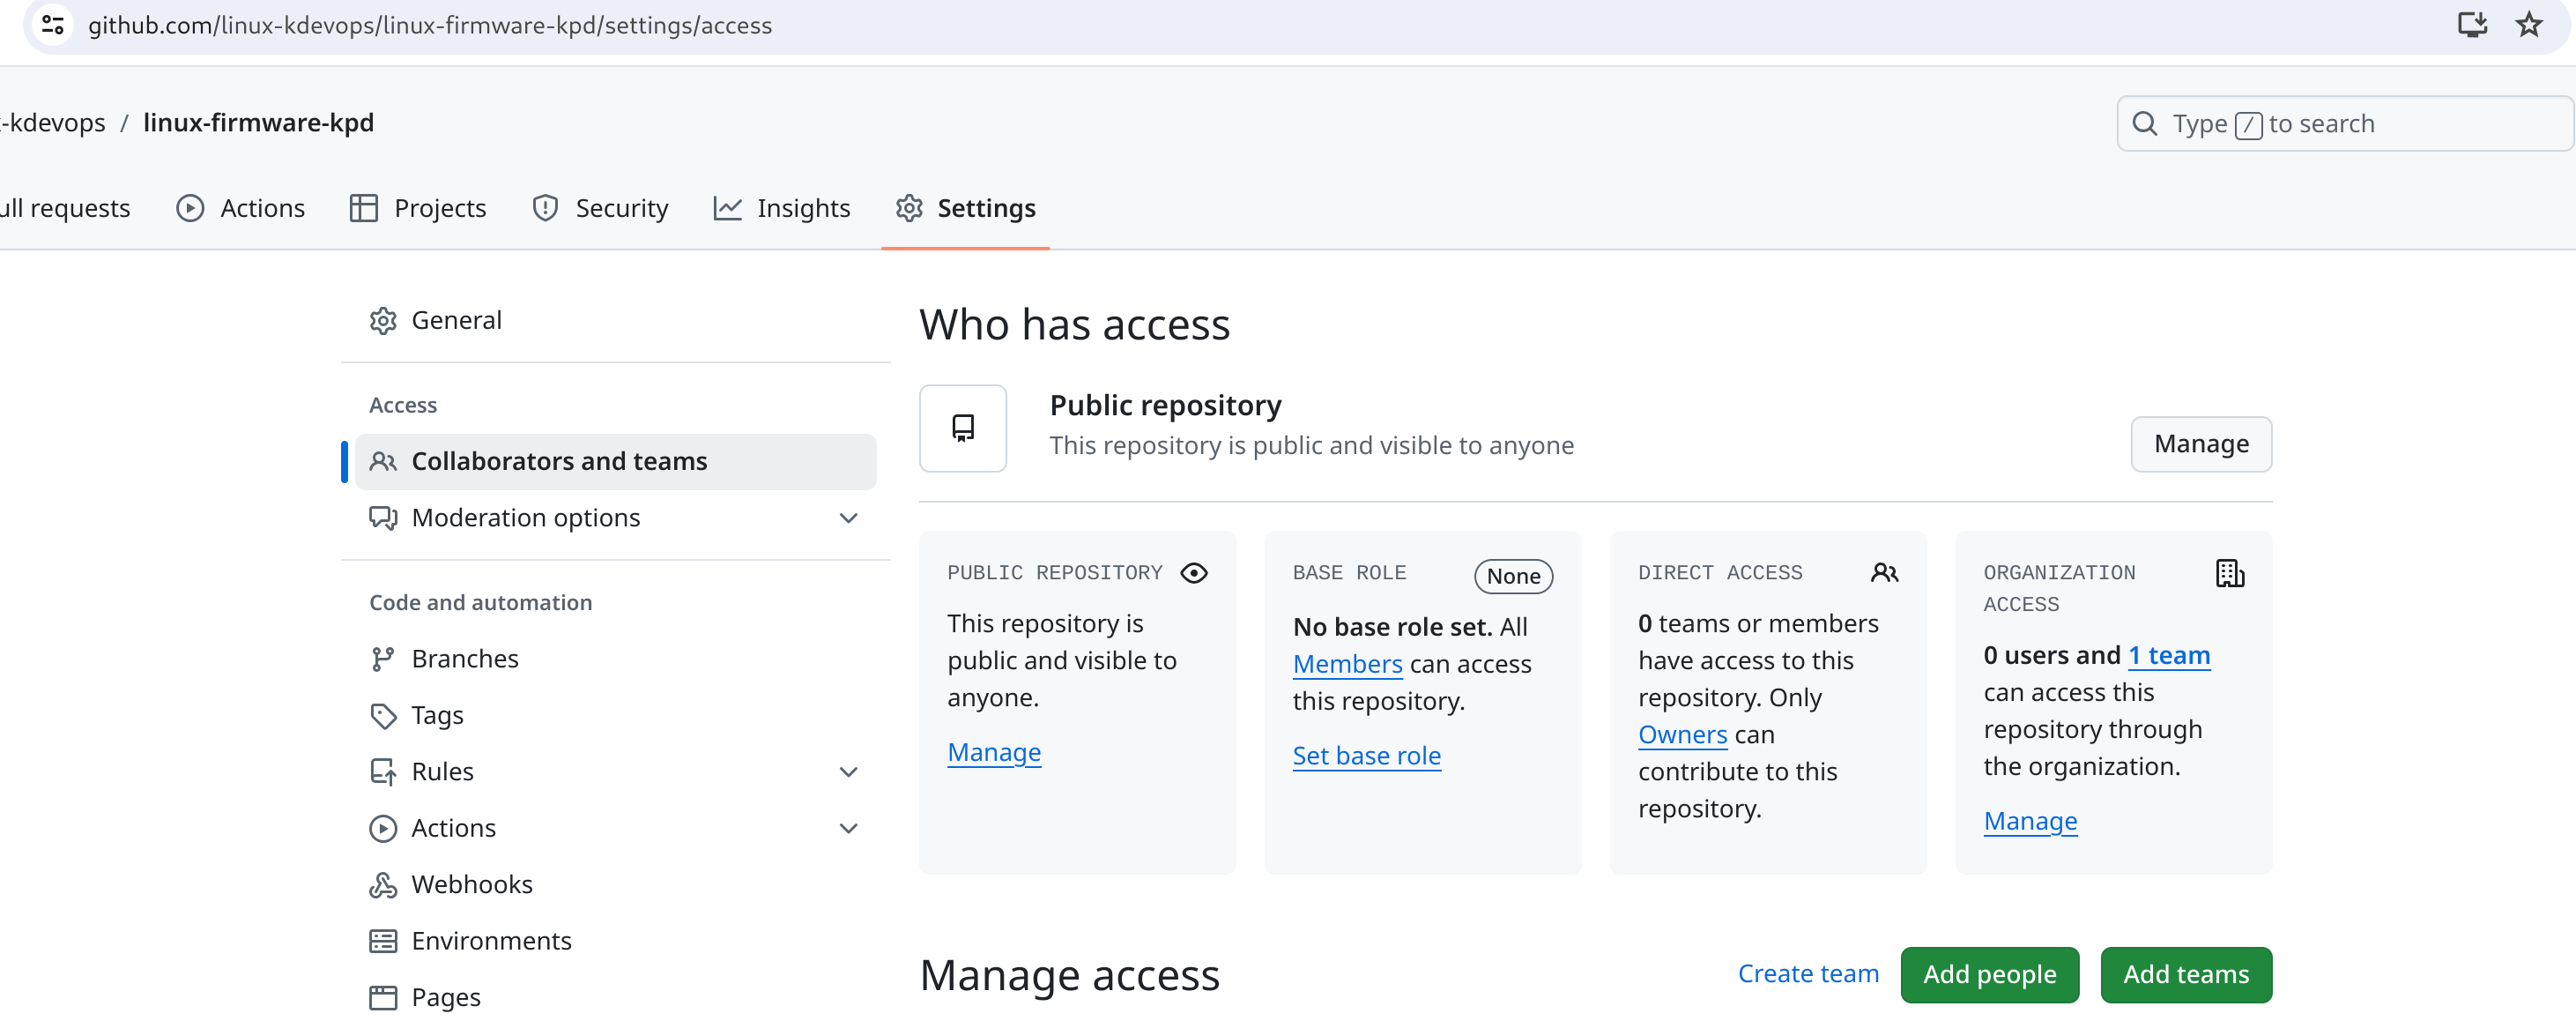 github.com/linux-kdevops/linux-firmware-kpd/settings/access
-kdevops / linux-firmware-kpd
Type / to search
ull requests
Actions
Projects
Security
Insights
Settings
General
Access
Collaborators and teams
Moderation options
Code and automation
Branches
Tags
Rules
Actions
Webhooks
Environments
Pages
Who has access
Public repository
This repository is public and visible to anyone
Manage
PUBLIC REPOSITORY
This repository is
public and visible to
anyone.
Manage
BASE ROLE
None
No base role set. All
Members can access
this repository.
Set base role
DIRECT ACCESS
0 teams or members
have access to this
repository. Only
Owners can
contribute to this
repository.
ORGANIZATION
ACCESS
0 users and 1 team
can access this
repository through
the organization.
Manage
Manage access
Create team
Add people
Add teams